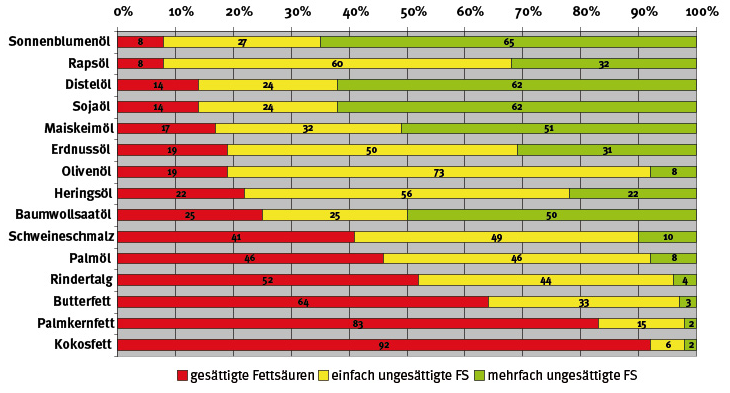 0% 10% 20% 30% 40% 50% 60% 70% 80% 90% 100%
Sonnenblumenöl 8 27 65
Rapsöl 8 60 32
Distelöl 14 24 62
Sojaöl 14 24 62
Maiskeimöl 17 32 51
Erdnussöl 19 50 31
Olivenöl 19 73 8
Heringsöl 22 56 22
Baumwollsaatöl 25 25 50
Schweineschmalz 41 49 10
Palmöl 46 46 8
Rindertalg 52 44 4
Butterfett 64 33 3
Palmkernfett 83 15 2
Kokosfett 92 6 2
gesättigte Fettsäuren einfach ungesättigte FS mehrfach ungesättigte FS